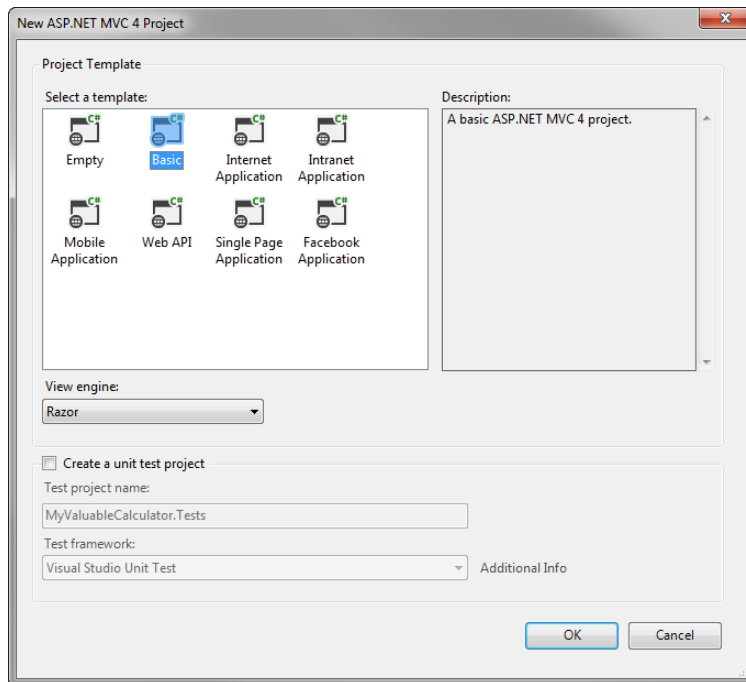 New ASP.NET MVC 4 Project
x
Project Template
Select a template:
Description:
C# C# C# C#
Empty Basic Internet Intranet
Application Application
A basic ASP.NET MVC 4 project.
C# C# C# C#
Mobile Web API Single Page Facebook
Application Application Application
View engine:
Razor
Create a unit test project
Test project name:
MyValuableCalculator.Tests
Test framework:
Visual Studio Unit Test
Additional Info
OK
Cancel